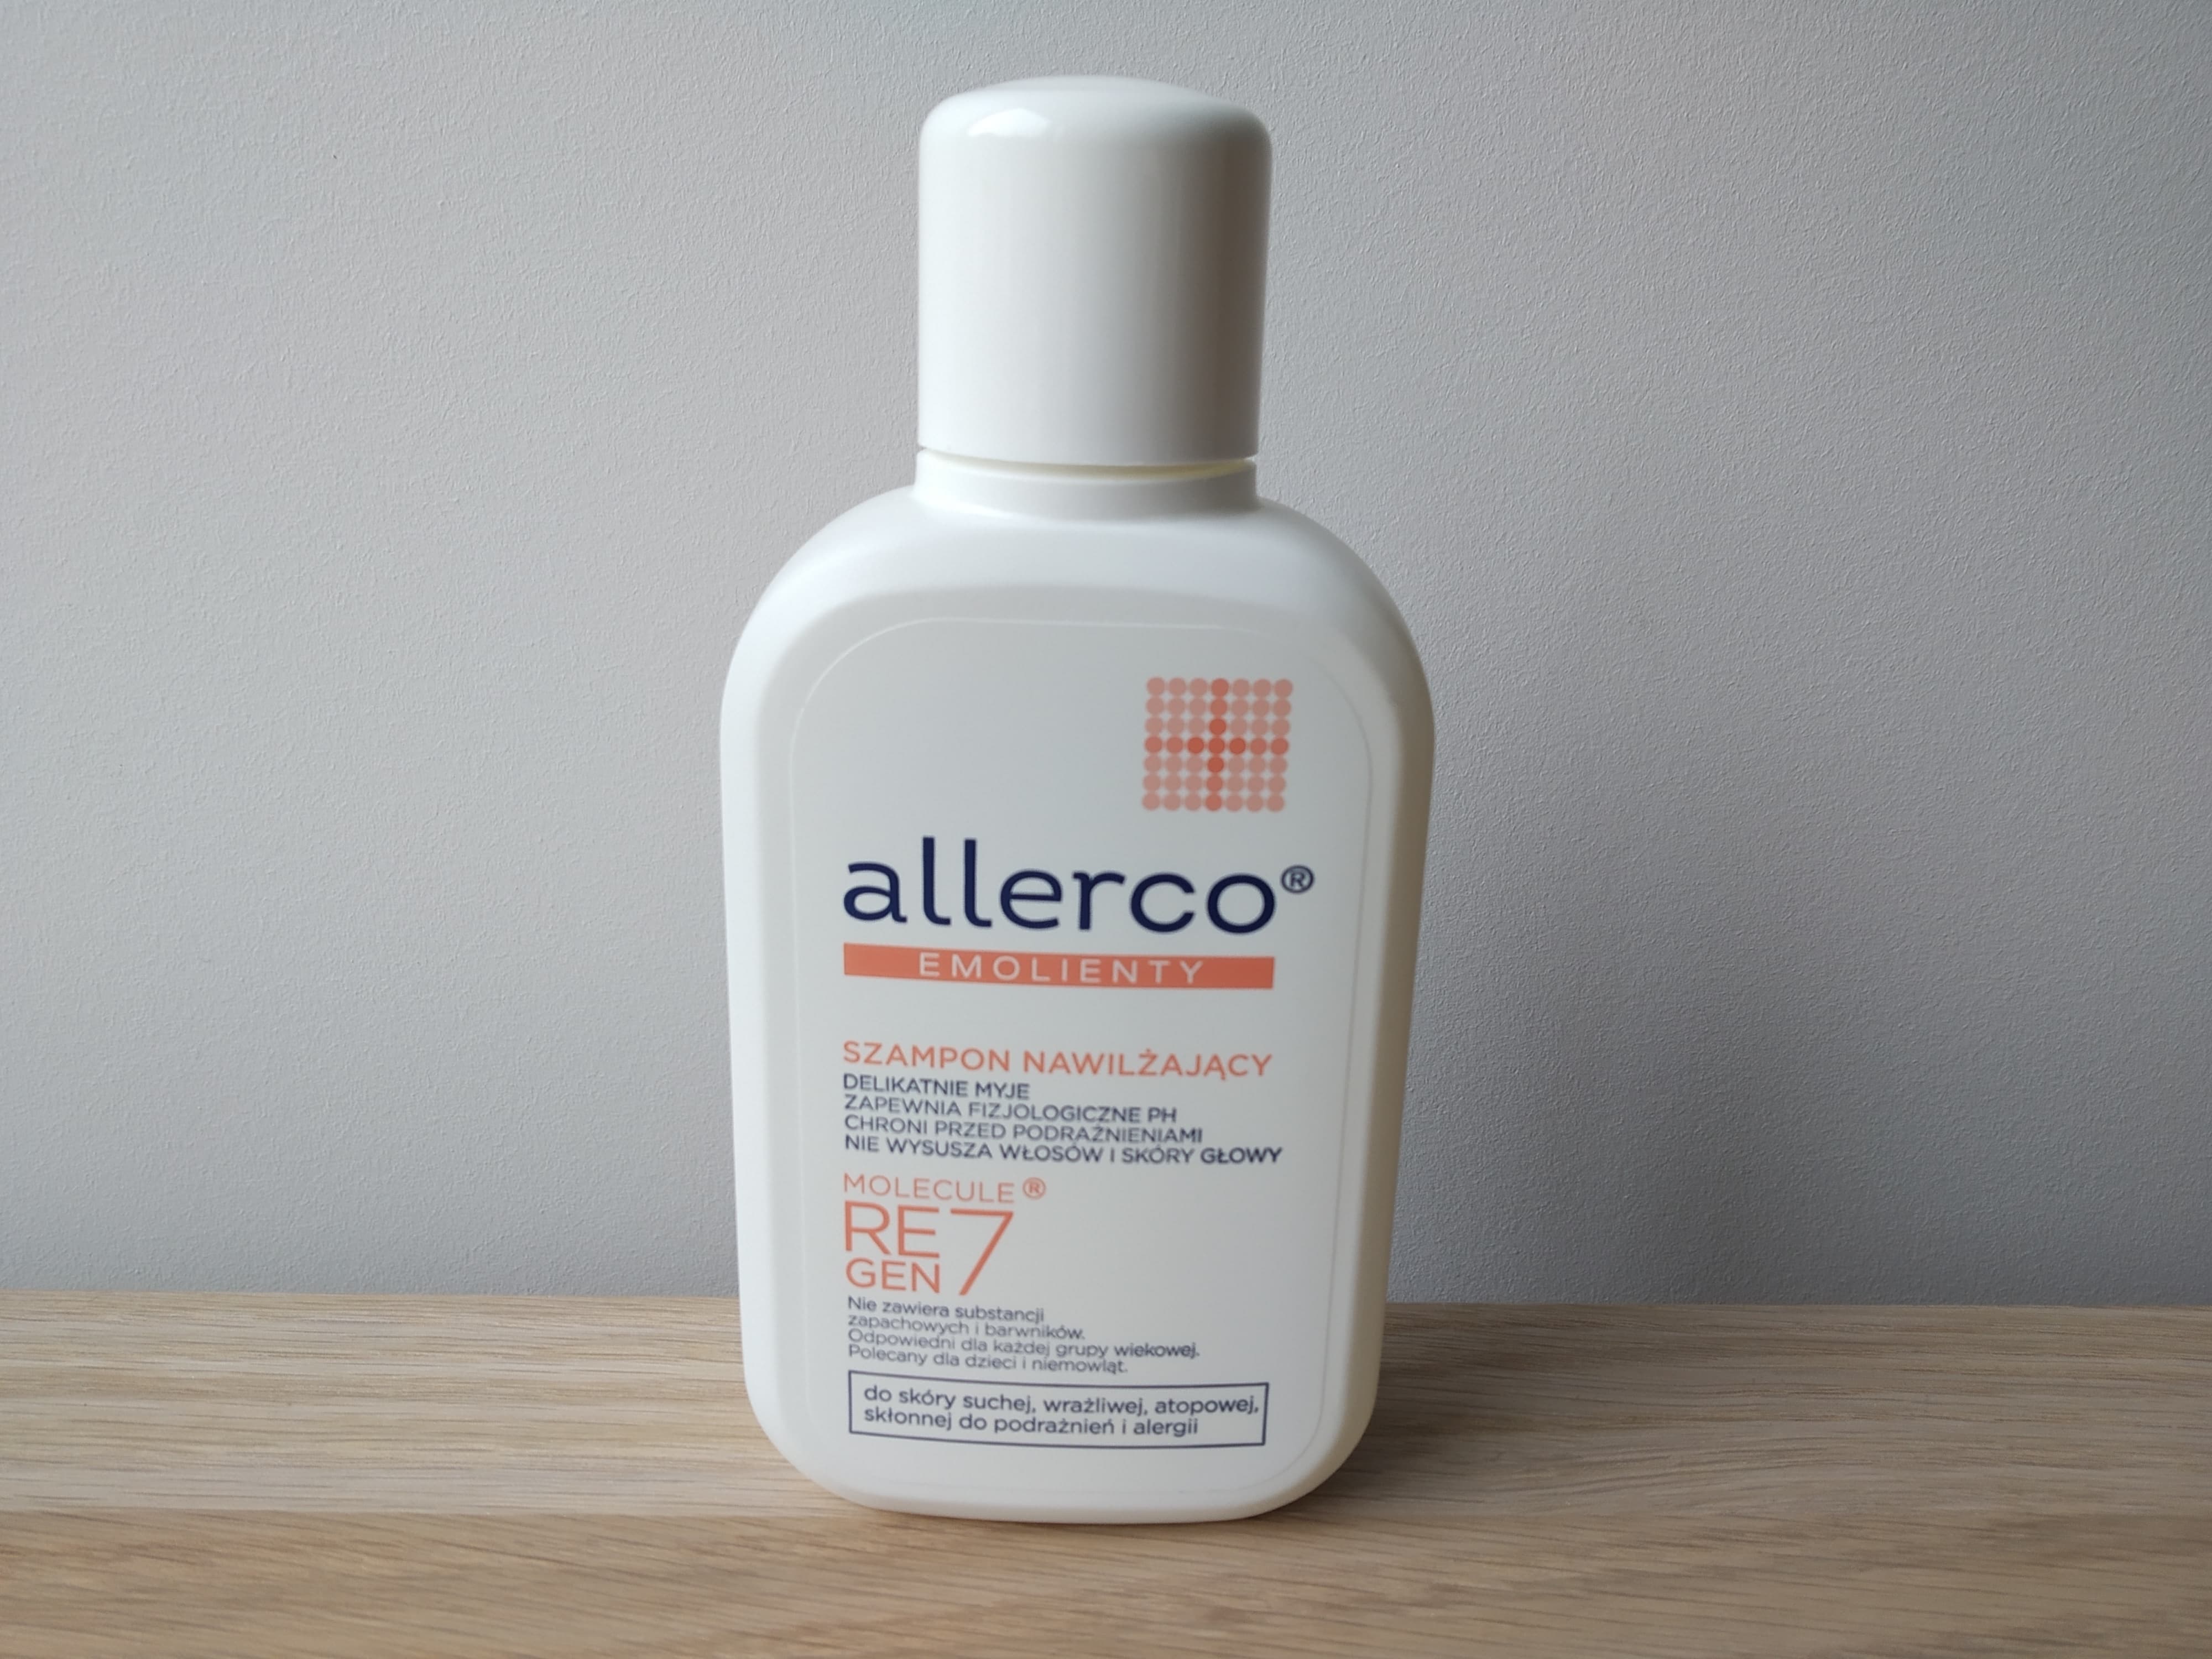 allerco®
EMOLIENTY
SZAMPON NAWILŻAJĄCY
DELIKATNIE MYJE
ZAPEWNIA FIZJOLOGICZNE PH
CHRONI PRZED PODRAŻNIENIAMI
NIE WYSUSZA WŁOSÓW I SKÓRY GŁOWY
MOLECULE®
RE7
GEN
Nie zawiera substancji
zapachowych i barwników.
Odpowiedni dla każdej grupy wiekowej.
Polecany dla dzieci i niemowląt.
do skóry suchej, wrażliwej, atopowej,
skłonnej do podrażnień i alergii